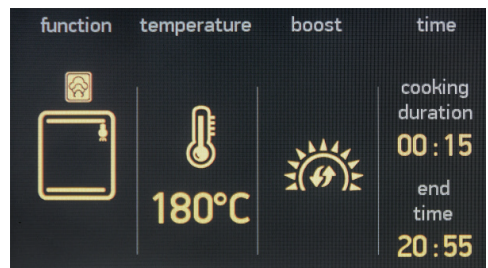 function temperature boost time
cooking
duration
00:15
180°C
end
time
20:55